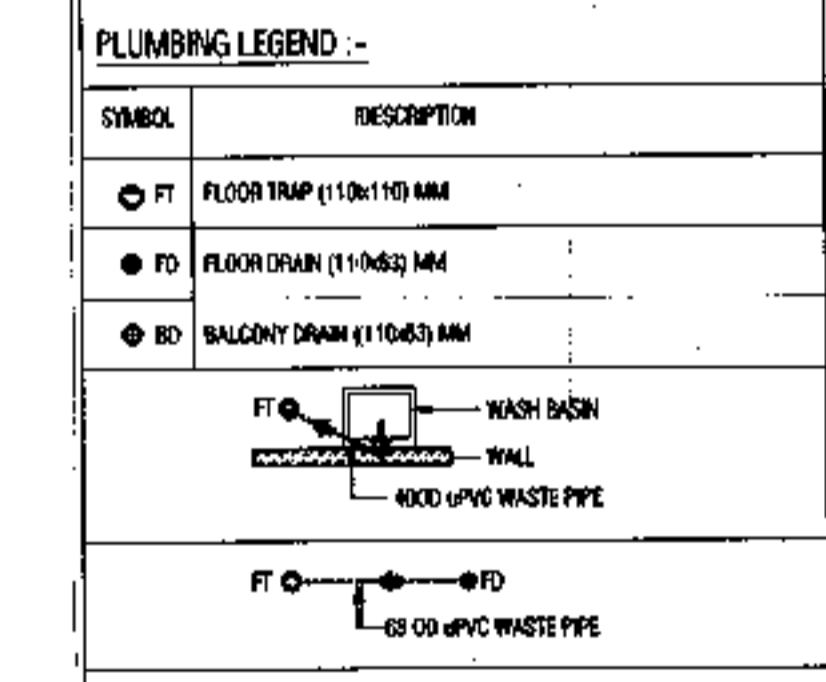 PLUMBING LEGEND :-
SYMBOL DESCRIPTION
FT FLOOR TRAP (110x110) MM
FD FLOOR DRAIN (110x63) MM
BD BALCONY DRAIN (110x63) MM
FT WASH BASIN
WALL
40OD uPVC WASTE PIPE
FT FD
63 OD uPVC WASTE PIPE